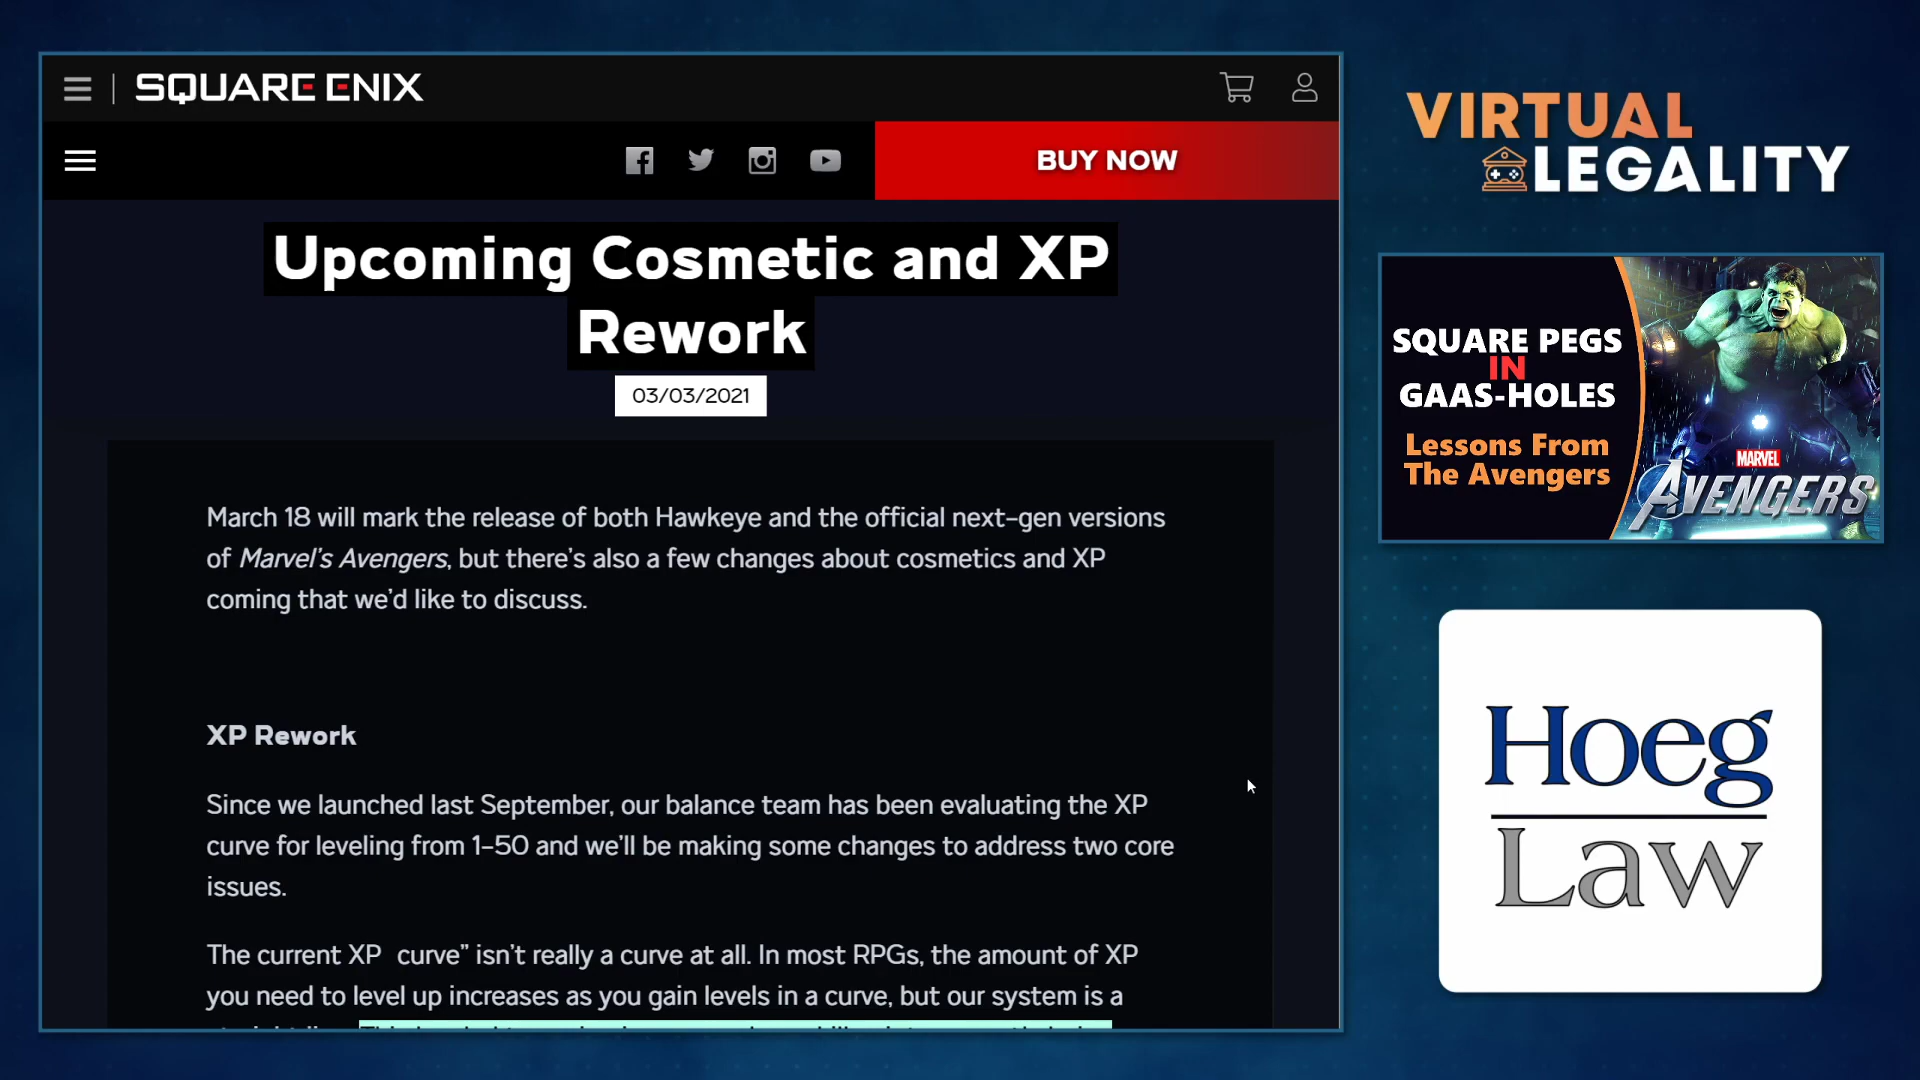 SQUARE ENIX
BUY NOW
Upcoming Cosmetic and XP
Rework
03/03/2021
March 18 will mark the release of both Hawkeye and the official next-gen versions
of Marvel's Avengers, but there's also a few changes about cosmetics and XP
coming that we'd like to discuss.
XP Rework
Since we launched last September, our balance team has been evaluating the XP
curve for leveling from 1-50 and we'll be making some changes to address two core
issues.
The current XP  curve" isn't really a curve at all. In most RPGs, the amount of XP
you need to level up increases as you gain levels in a curve, but our system is a
VIRTUAL
LEGALITY
SQUARE PEGS
IN
GAAS-HOLES
Lessons From
The Avengers
MARVEL
AVENGERS
Hoeg
Law